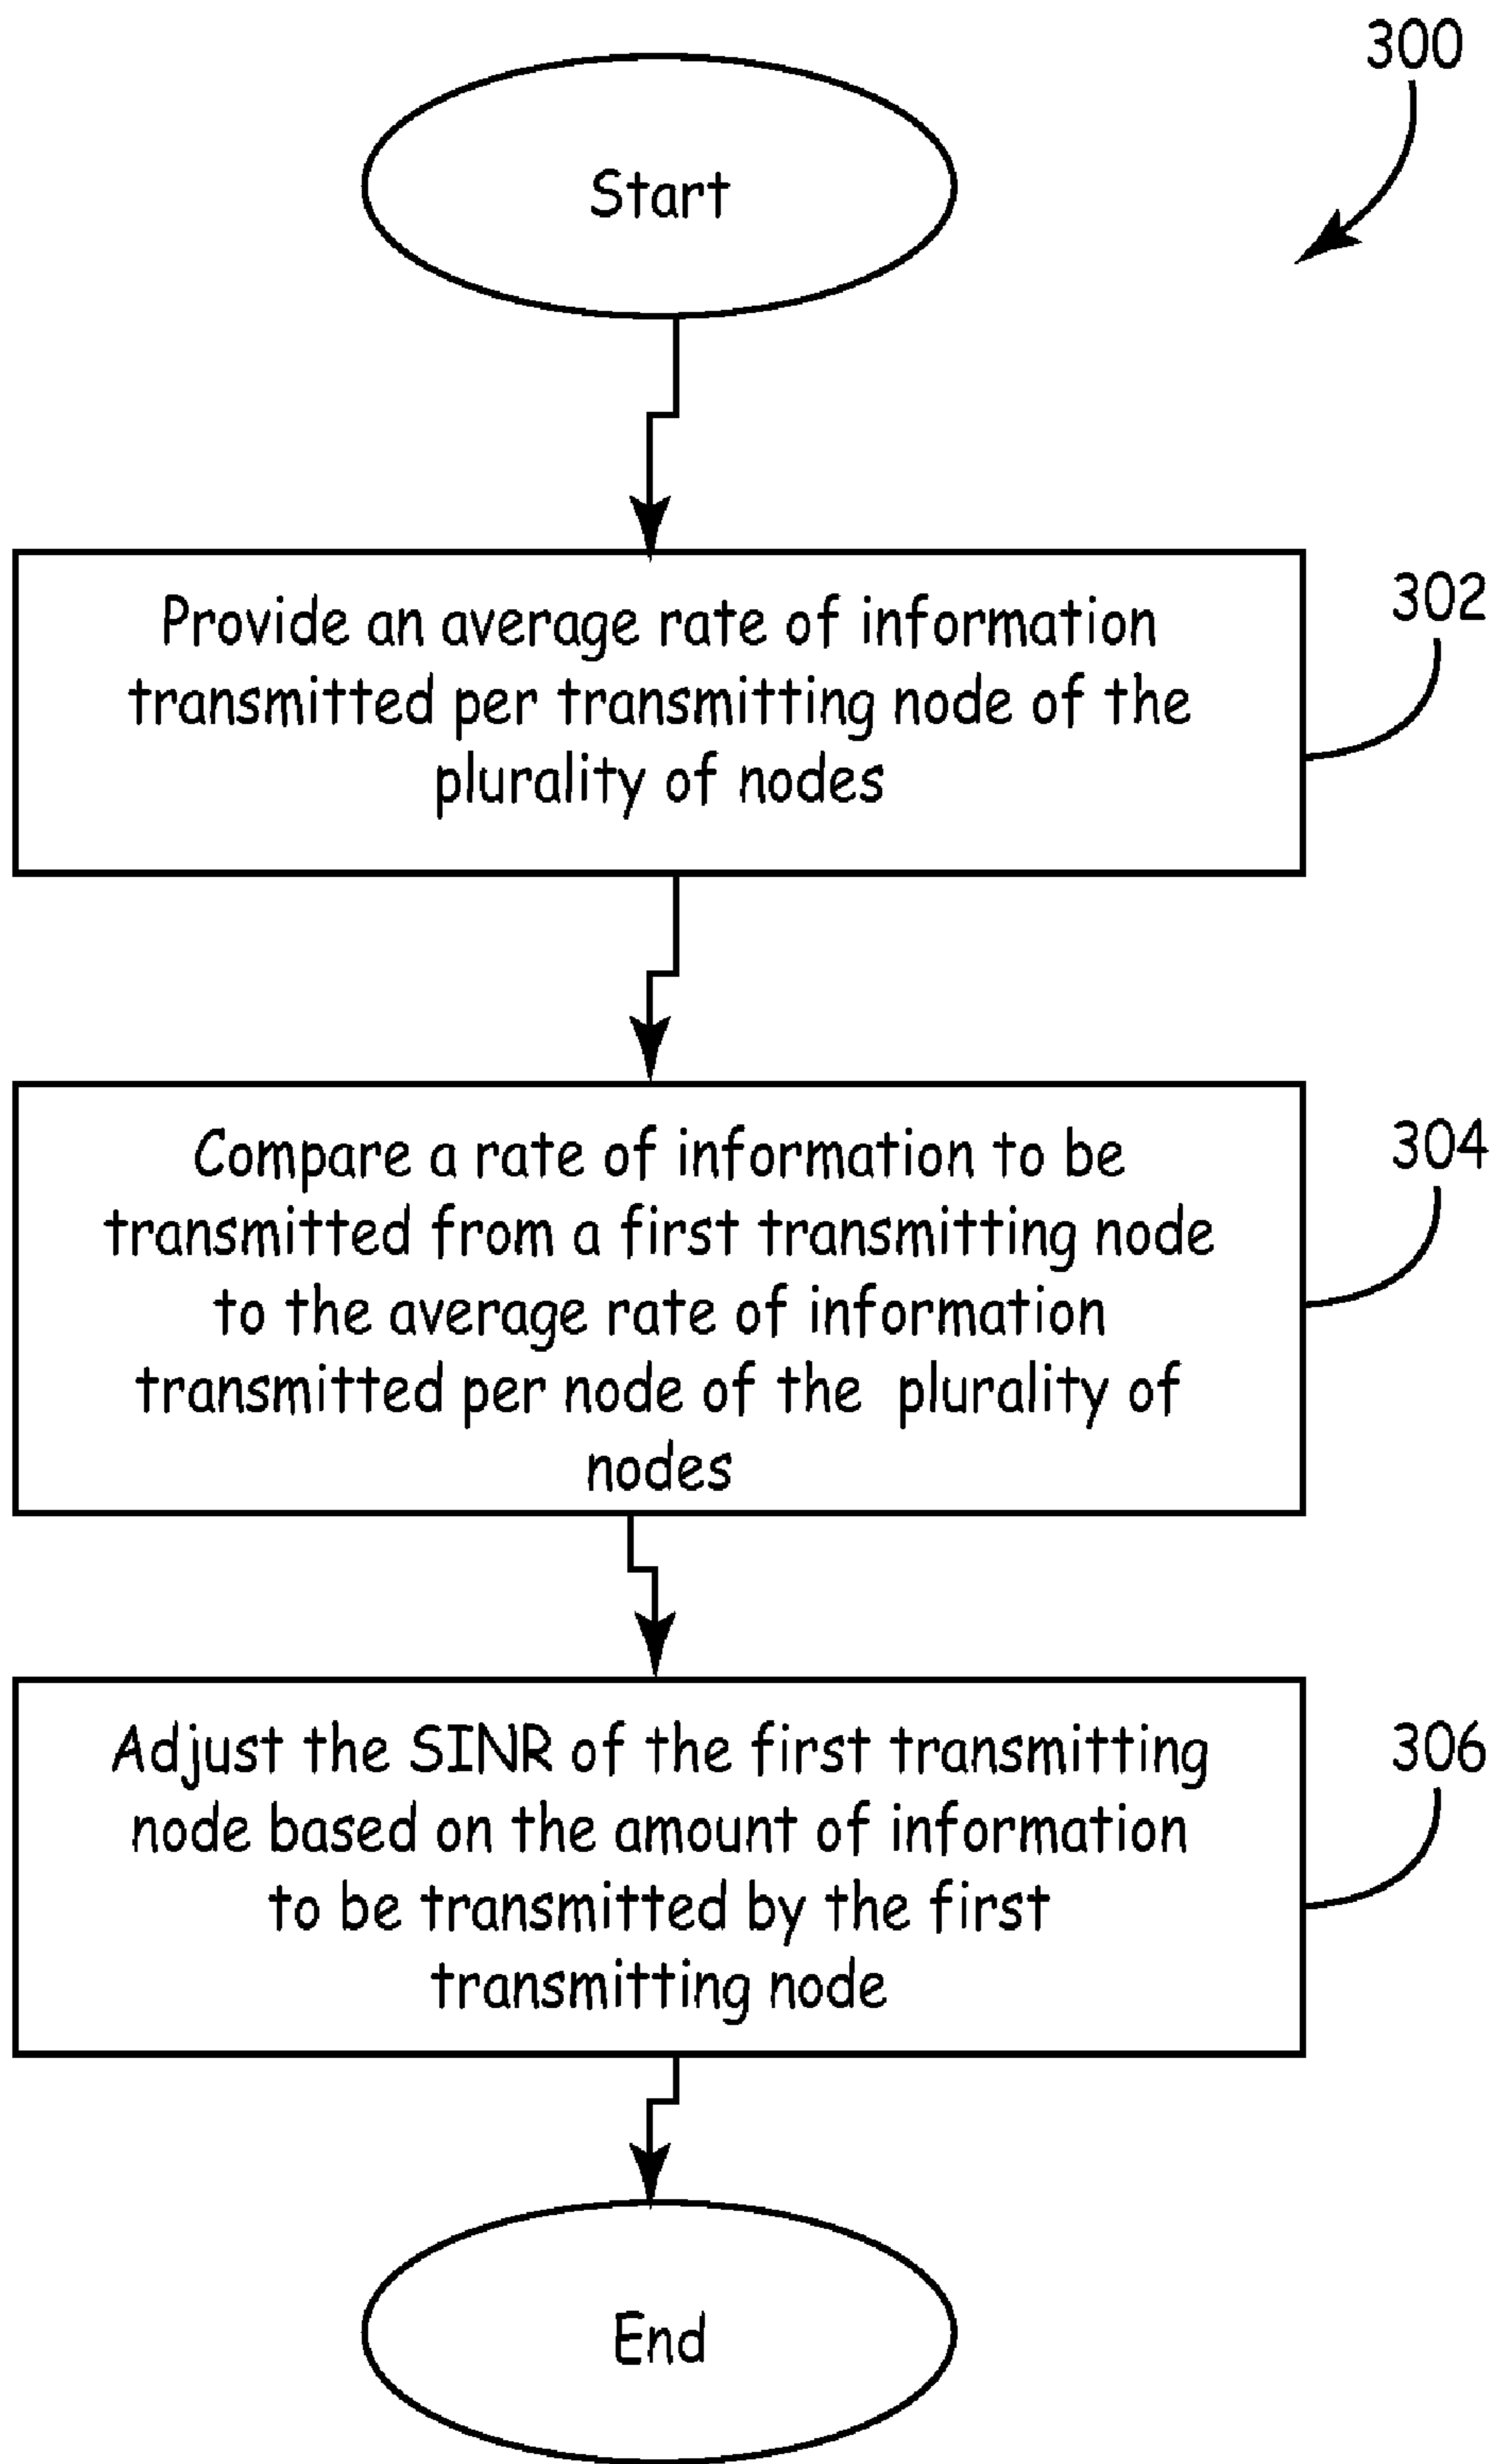 300
Start
Provide an average rate of information
transmitted per transmitting node of the
plurality of nodes
302
Compare a rate of information to be
transmitted from a first transmitting node
to the average rate of information
transmitted per node of the plurality of
nodes
304
Adjust the SINR of the first transmitting
node based on the amount of information
to be transmitted by the first
transmitting node
306
End